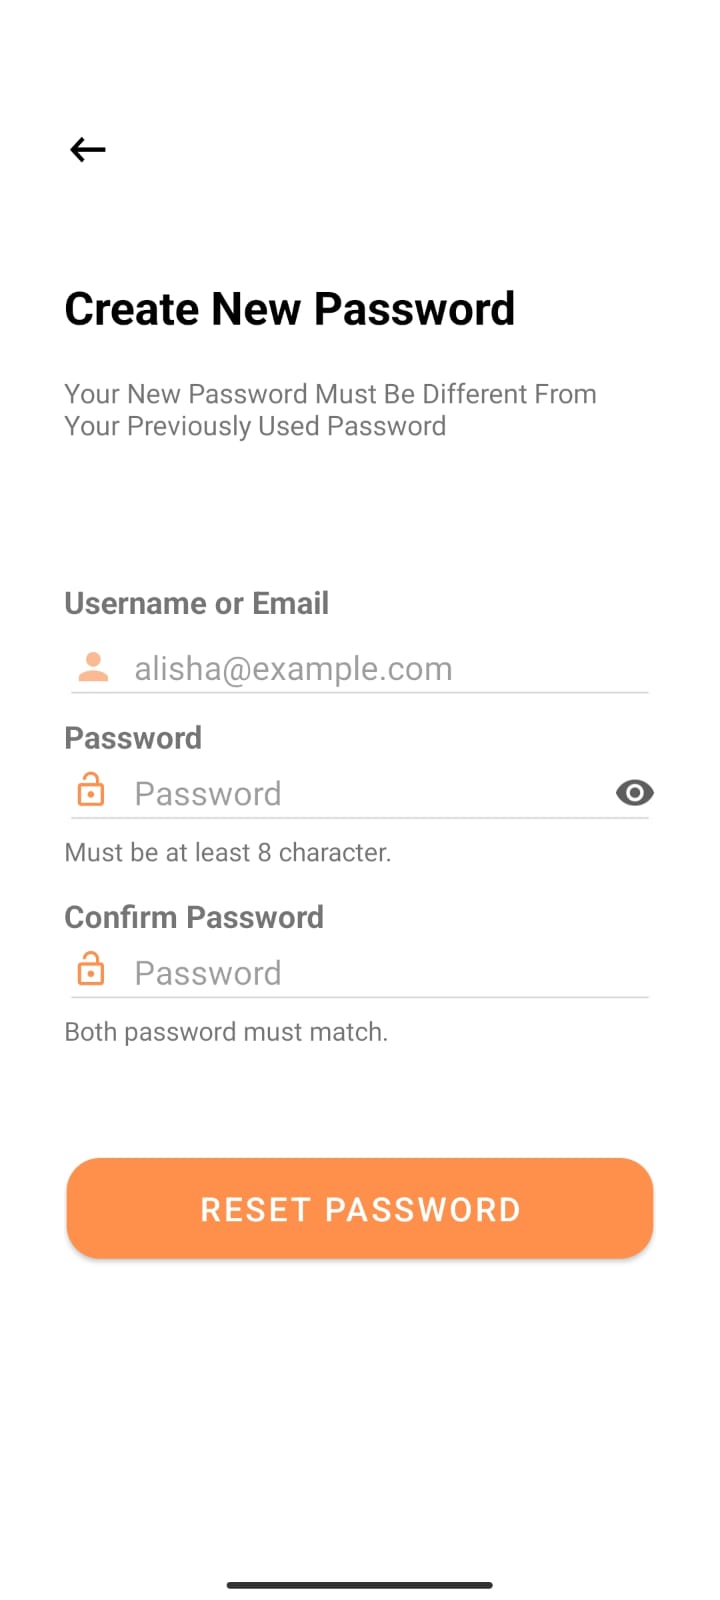 Create New Password
Your New Password Must Be Different From
Your Previously Used Password
Username or Email
alisha@example.com
Password
Password
Must be at least 8 character.
Confirm Password
Password
Both password must match.
RESET PASSWORD